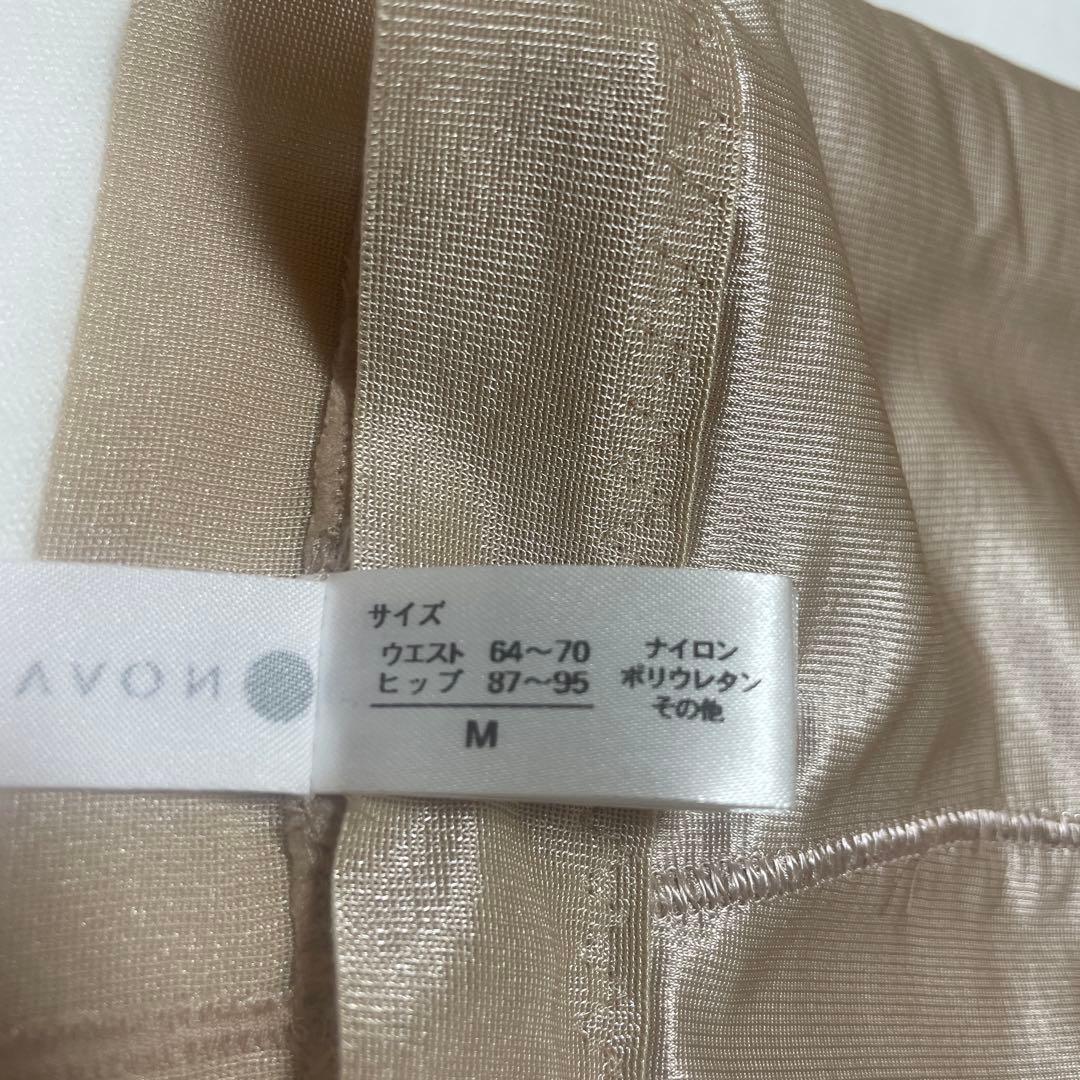 サイズ
ウエスト 64～70
ヒップ 87～95
M
ナイロン
ポリウレタン
その他